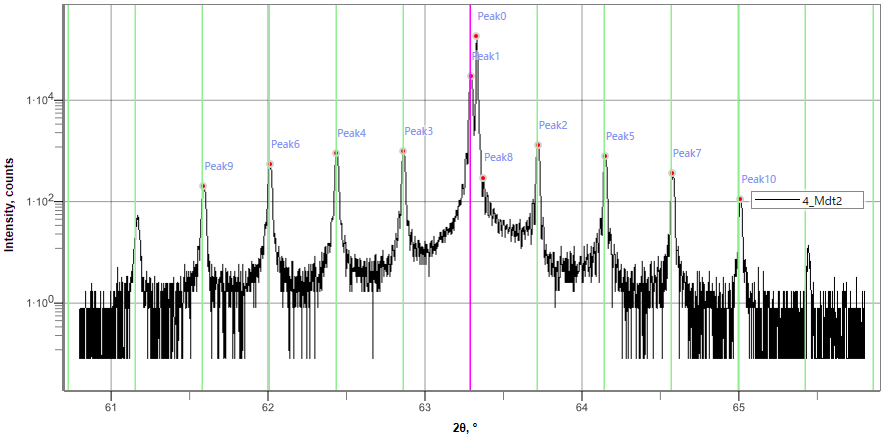 Peak0
Peak1
Peak2
Peak4
Peak3
Peak5
Peak6
Peak8
Peak7
Peak9
Peak10
4_Mdt2
1·10⁴
1·10²
1·10⁰
Intensity, counts
61 62 63 64 65
2θ, °